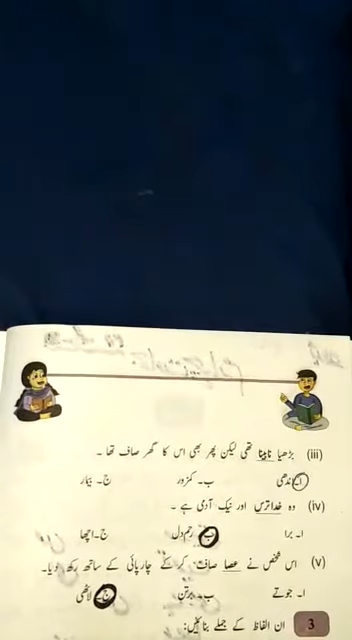 (iii) بڑھیا نابینا تھی لیکن پھر بھی اس کا گھر صاف تھا۔
ا۔ اندھی ب۔ کمزور ج۔ بیمار
(iv) وہ خداترس اور نیک آدمی ہے۔
ا۔ برا ب۔ رحم دل ج۔ اچھا
(v) اس شخص نے عصا صاف کر کے چارپائی کے ساتھ رکھ دیا۔
ا۔ جوتے ب۔ برتن ج۔ لاٹھی
3 ان الفاظ کے جملے بنائیں: